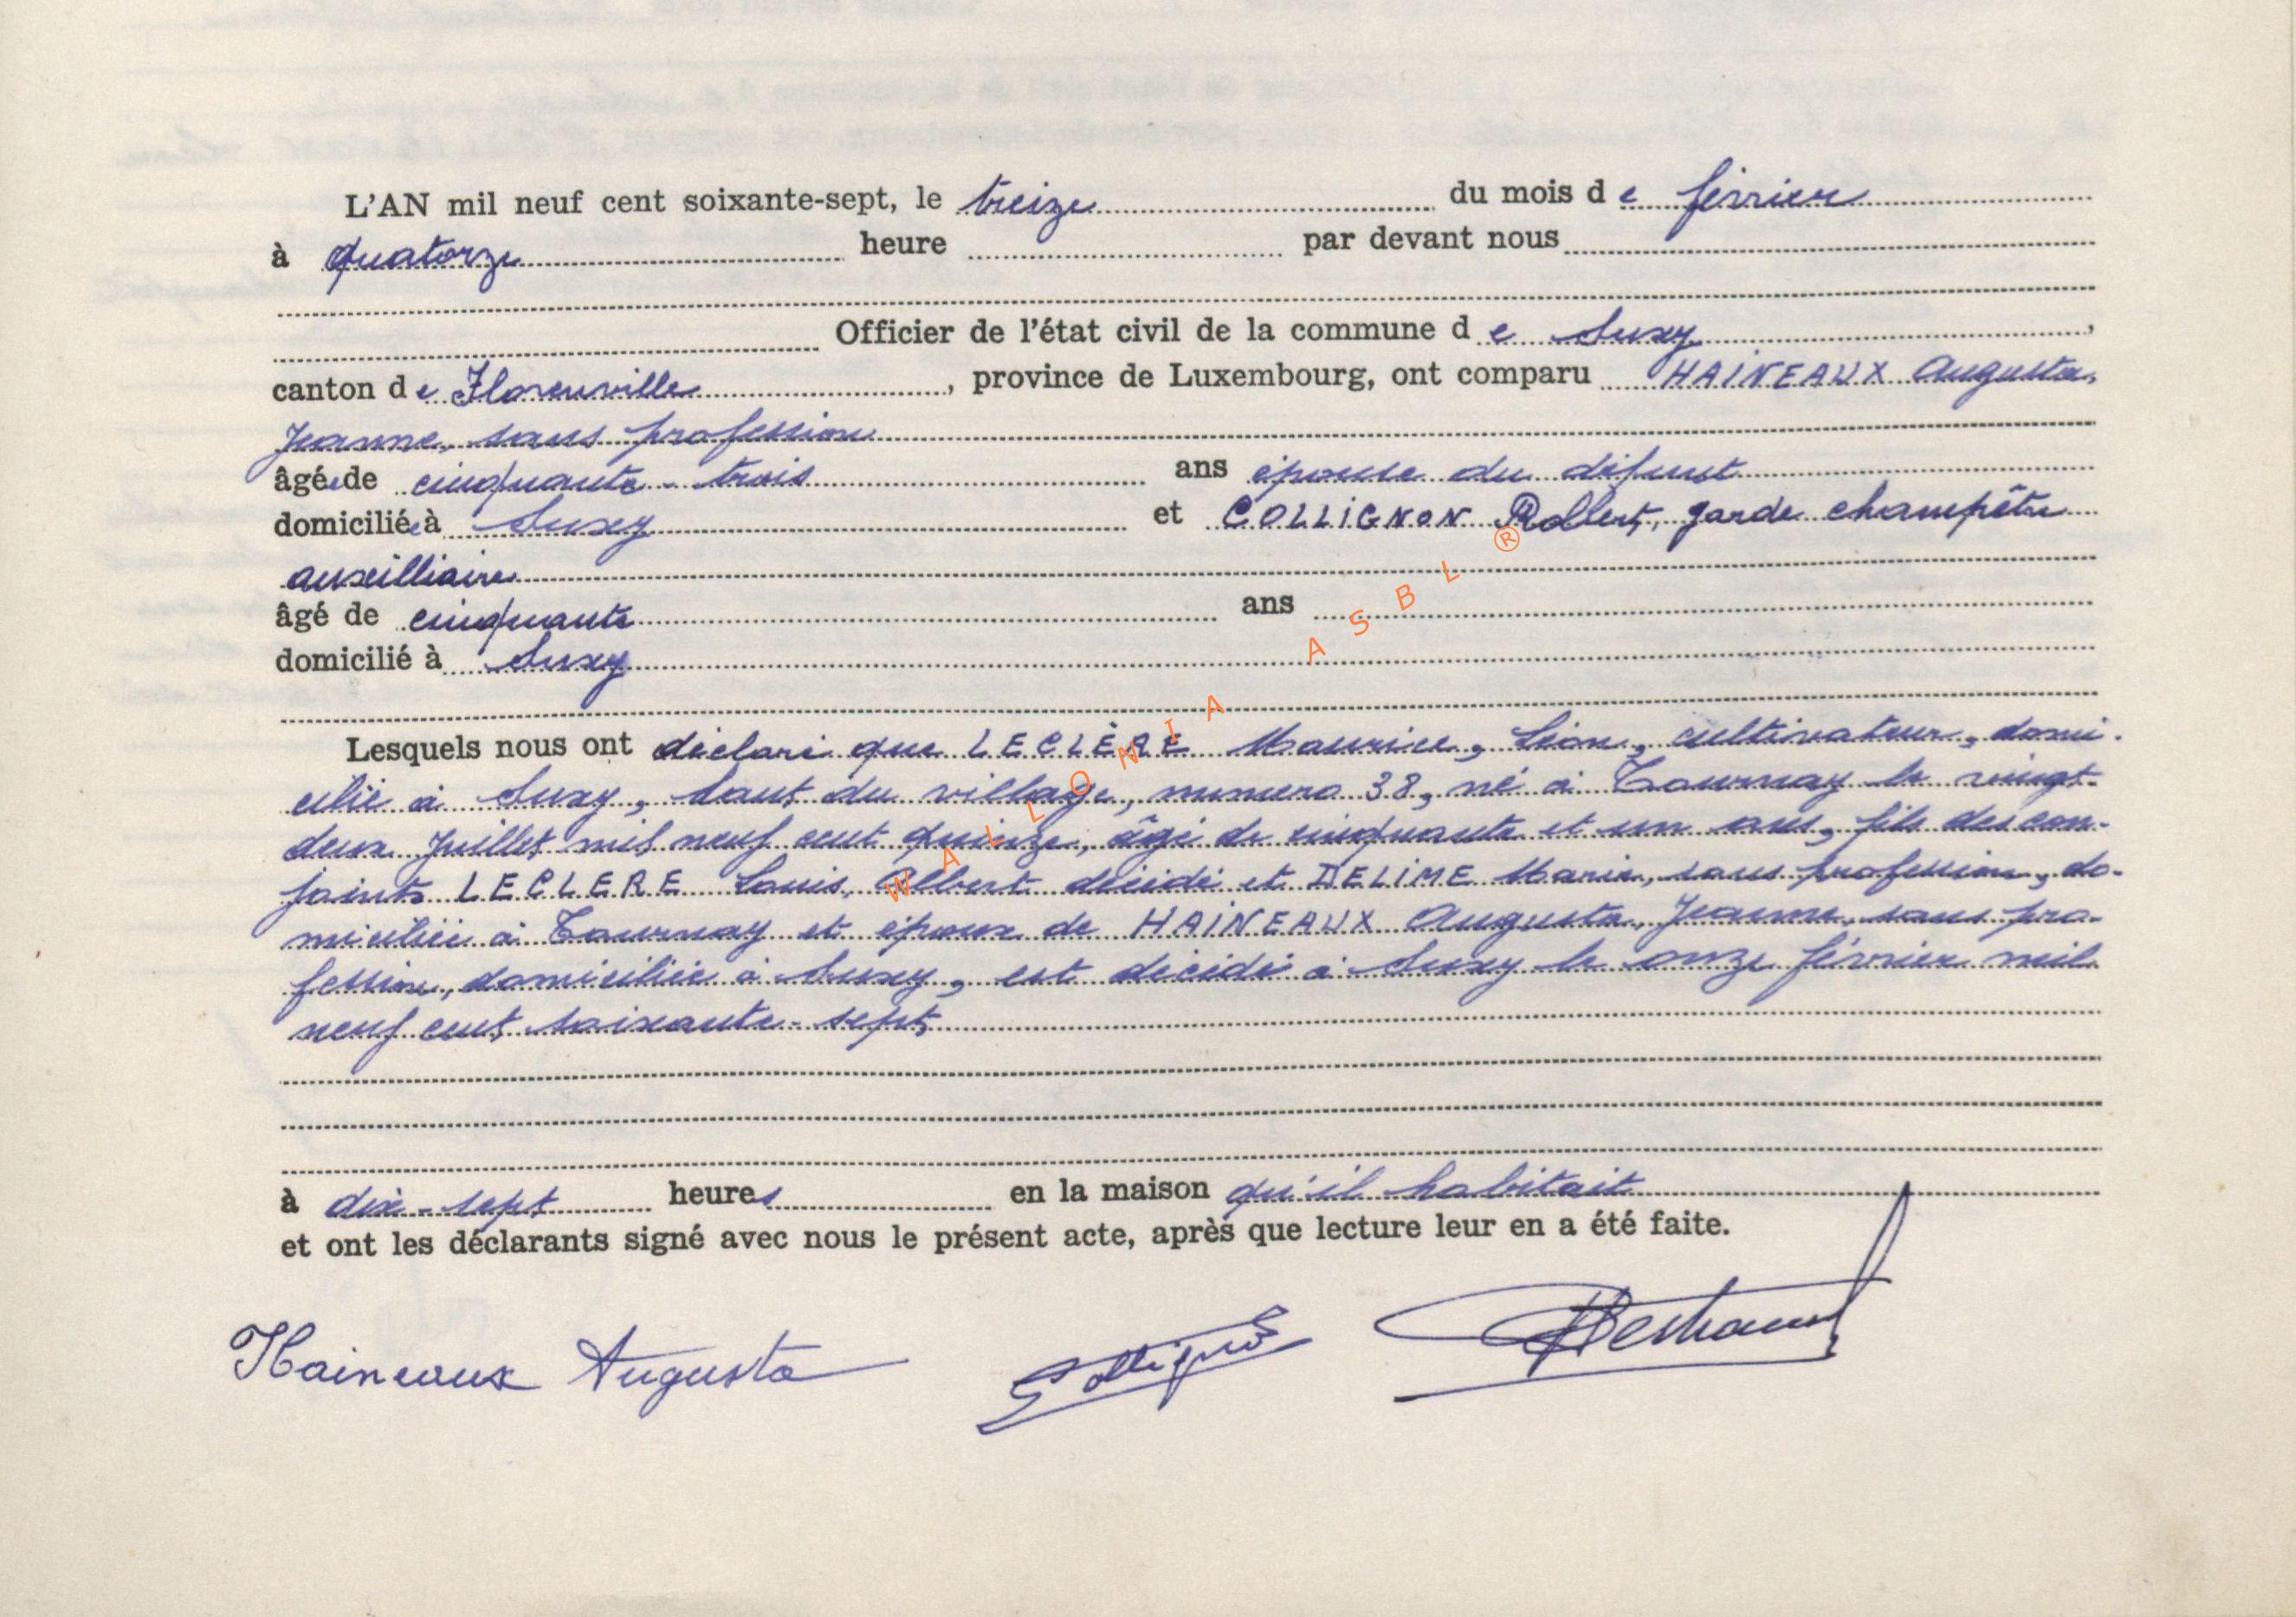 L'AN mil neuf cent soixante-sept, le treize du mois de février
à quatorze heure par devant nous
Officier de l'état civil de la commune de Suxy,
canton de Florenville, province de Luxembourg, ont comparu HAINEAUX Augusta,
Jeanne, sans profession
âgée de cinquante-trois ans épouse du défunt
domiciliée à Suxy et COLLIGNON Robert, garde champêtre
auxilliaire
âgé de cinquante ans
domicilié à Suxy
Lesquels nous ont déclaré que LECLÈRE Maurice, Léon, cultivateur, domi-
cilié à Suxy, haut du village, numéro 38, né à Tournay le vingt-
deux Juillet mil neuf cent quinze, âgé de cinquante et un ans, fils des con-
joints LECLERE Louis, Albert décédé et DELIME Maria, sans profession, do-
miciliée à Tournay et époux de HAINEAUX Augusta, Jeanne, sans pro-
fession, domiciliée à Suxy, est décédé à Suxy le onze février mil
neuf cent soixante-sept
à dix-sept heures en la maison qu'il habitait
et ont les déclarants signé avec nous le présent acte, après que lecture leur en a été faite.
Haineaux Augusta Collignon
WALLONIA ASBL ®